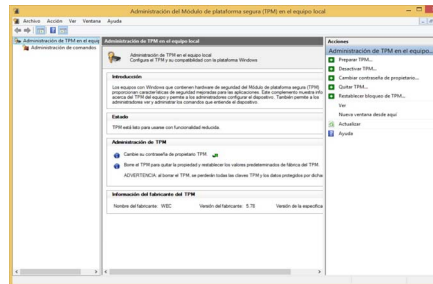 Administración del Módulo de plataforma segura (TPM) en el equipo local
Archivo Acción Ver Ventana Ayuda
Administración de TPM en el equip
Administración de comandos
Administración de TPM en el equipo local
Administración de TPM en el equipo local
Configura el TPM y su compatibilidad con la plataforma Windows
Introducción
Los equipos con Windows que contienen hardware de seguridad del Módulo de plataforma segura (TPM)
proporcionan características de seguridad mejoradas para las aplicaciones. Este complemento muestra info
acerca del TPM del equipo y permite a los administradores configurar el dispositivo. También permite a los
administradores ver y administrar los comandos que entiende el dispositivo.
Estado
TPM está listo para usarse con funcionalidad reducida.
Administración de TPM
Cambie su contraseña de propietario TPM
Borre el TPM para quitar la propiedad y restablecer los valores predeterminados de fábrica del TPM.
ADVERTENCIA: al borrar el TPM, se perderán todas las claves TPM y los datos protegidos por dichas
Información del fabricante del TPM
Nombre del fabricante: WEC Versión del fabricante: 5.78 Versión de la especifica
Acciones
Administración de TPM en el equipo...
Preparar TPM...
Desactivar TPM...
Cambiar contraseña de propietario...
Quitar TPM...
Restablecer bloqueo de TPM...
Ver
Nueva ventana desde aquí
Actualizar
Ayuda